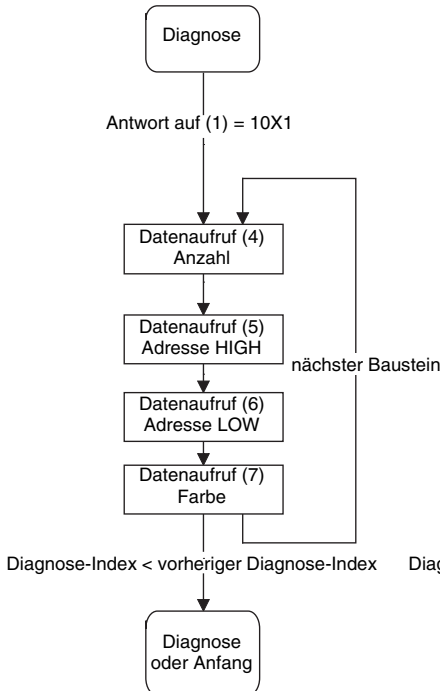 Diagnose
Antwort auf (1) = 10X1
Datenaufruf (4)
Anzahl
Datenaufruf (5)
Adresse HIGH
nächster Baustein
Datenaufruf (6)
Adresse LOW
Datenaufruf (7)
Farbe
Diagnose-Index < vorheriger Diagnose-Index
Diagnose
oder Anfang